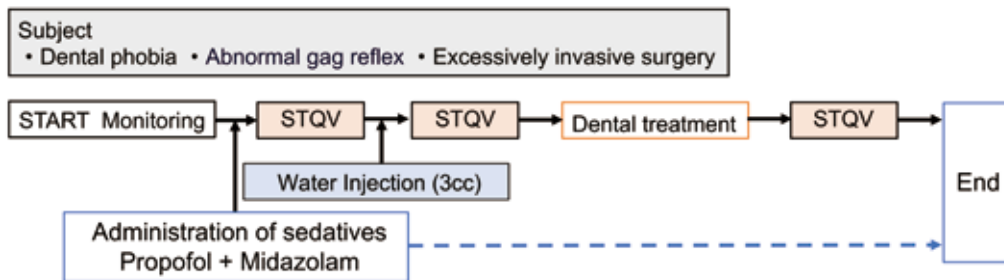 Subject
• Dental phobia • Abnormal gag reflex • Excessively invasive surgery
START Monitoring
STQV
STQV
Dental treatment
STQV
End
Water Injection (3cc)
Administration of sedatives
Propofol + Midazolam